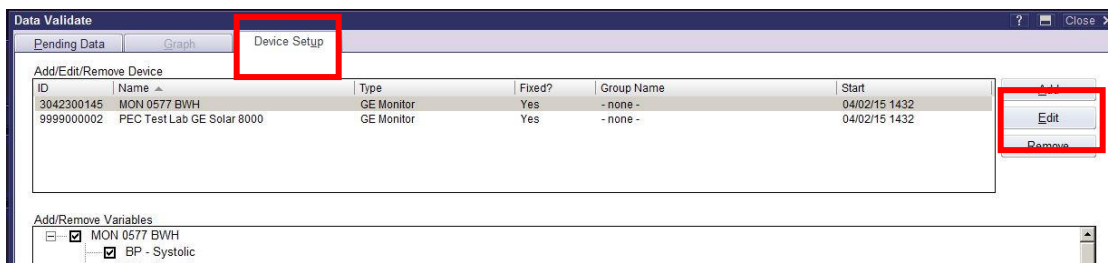 Data Validate ? Close X
Pending Data Graph Device Setup
Add/Edit/Remove Device
ID Name Type Fixed? Group Name Start
3042300145 MON 0577 BWH GE Monitor Yes - none - 04/02/15 1432
9999000002 PEC Test Lab GE Solar 8000 GE Monitor Yes - none - 04/02/15 1432
Add
Edit
Remove
Add/Remove Variables
MON 0577 BWH
BP - Systolic